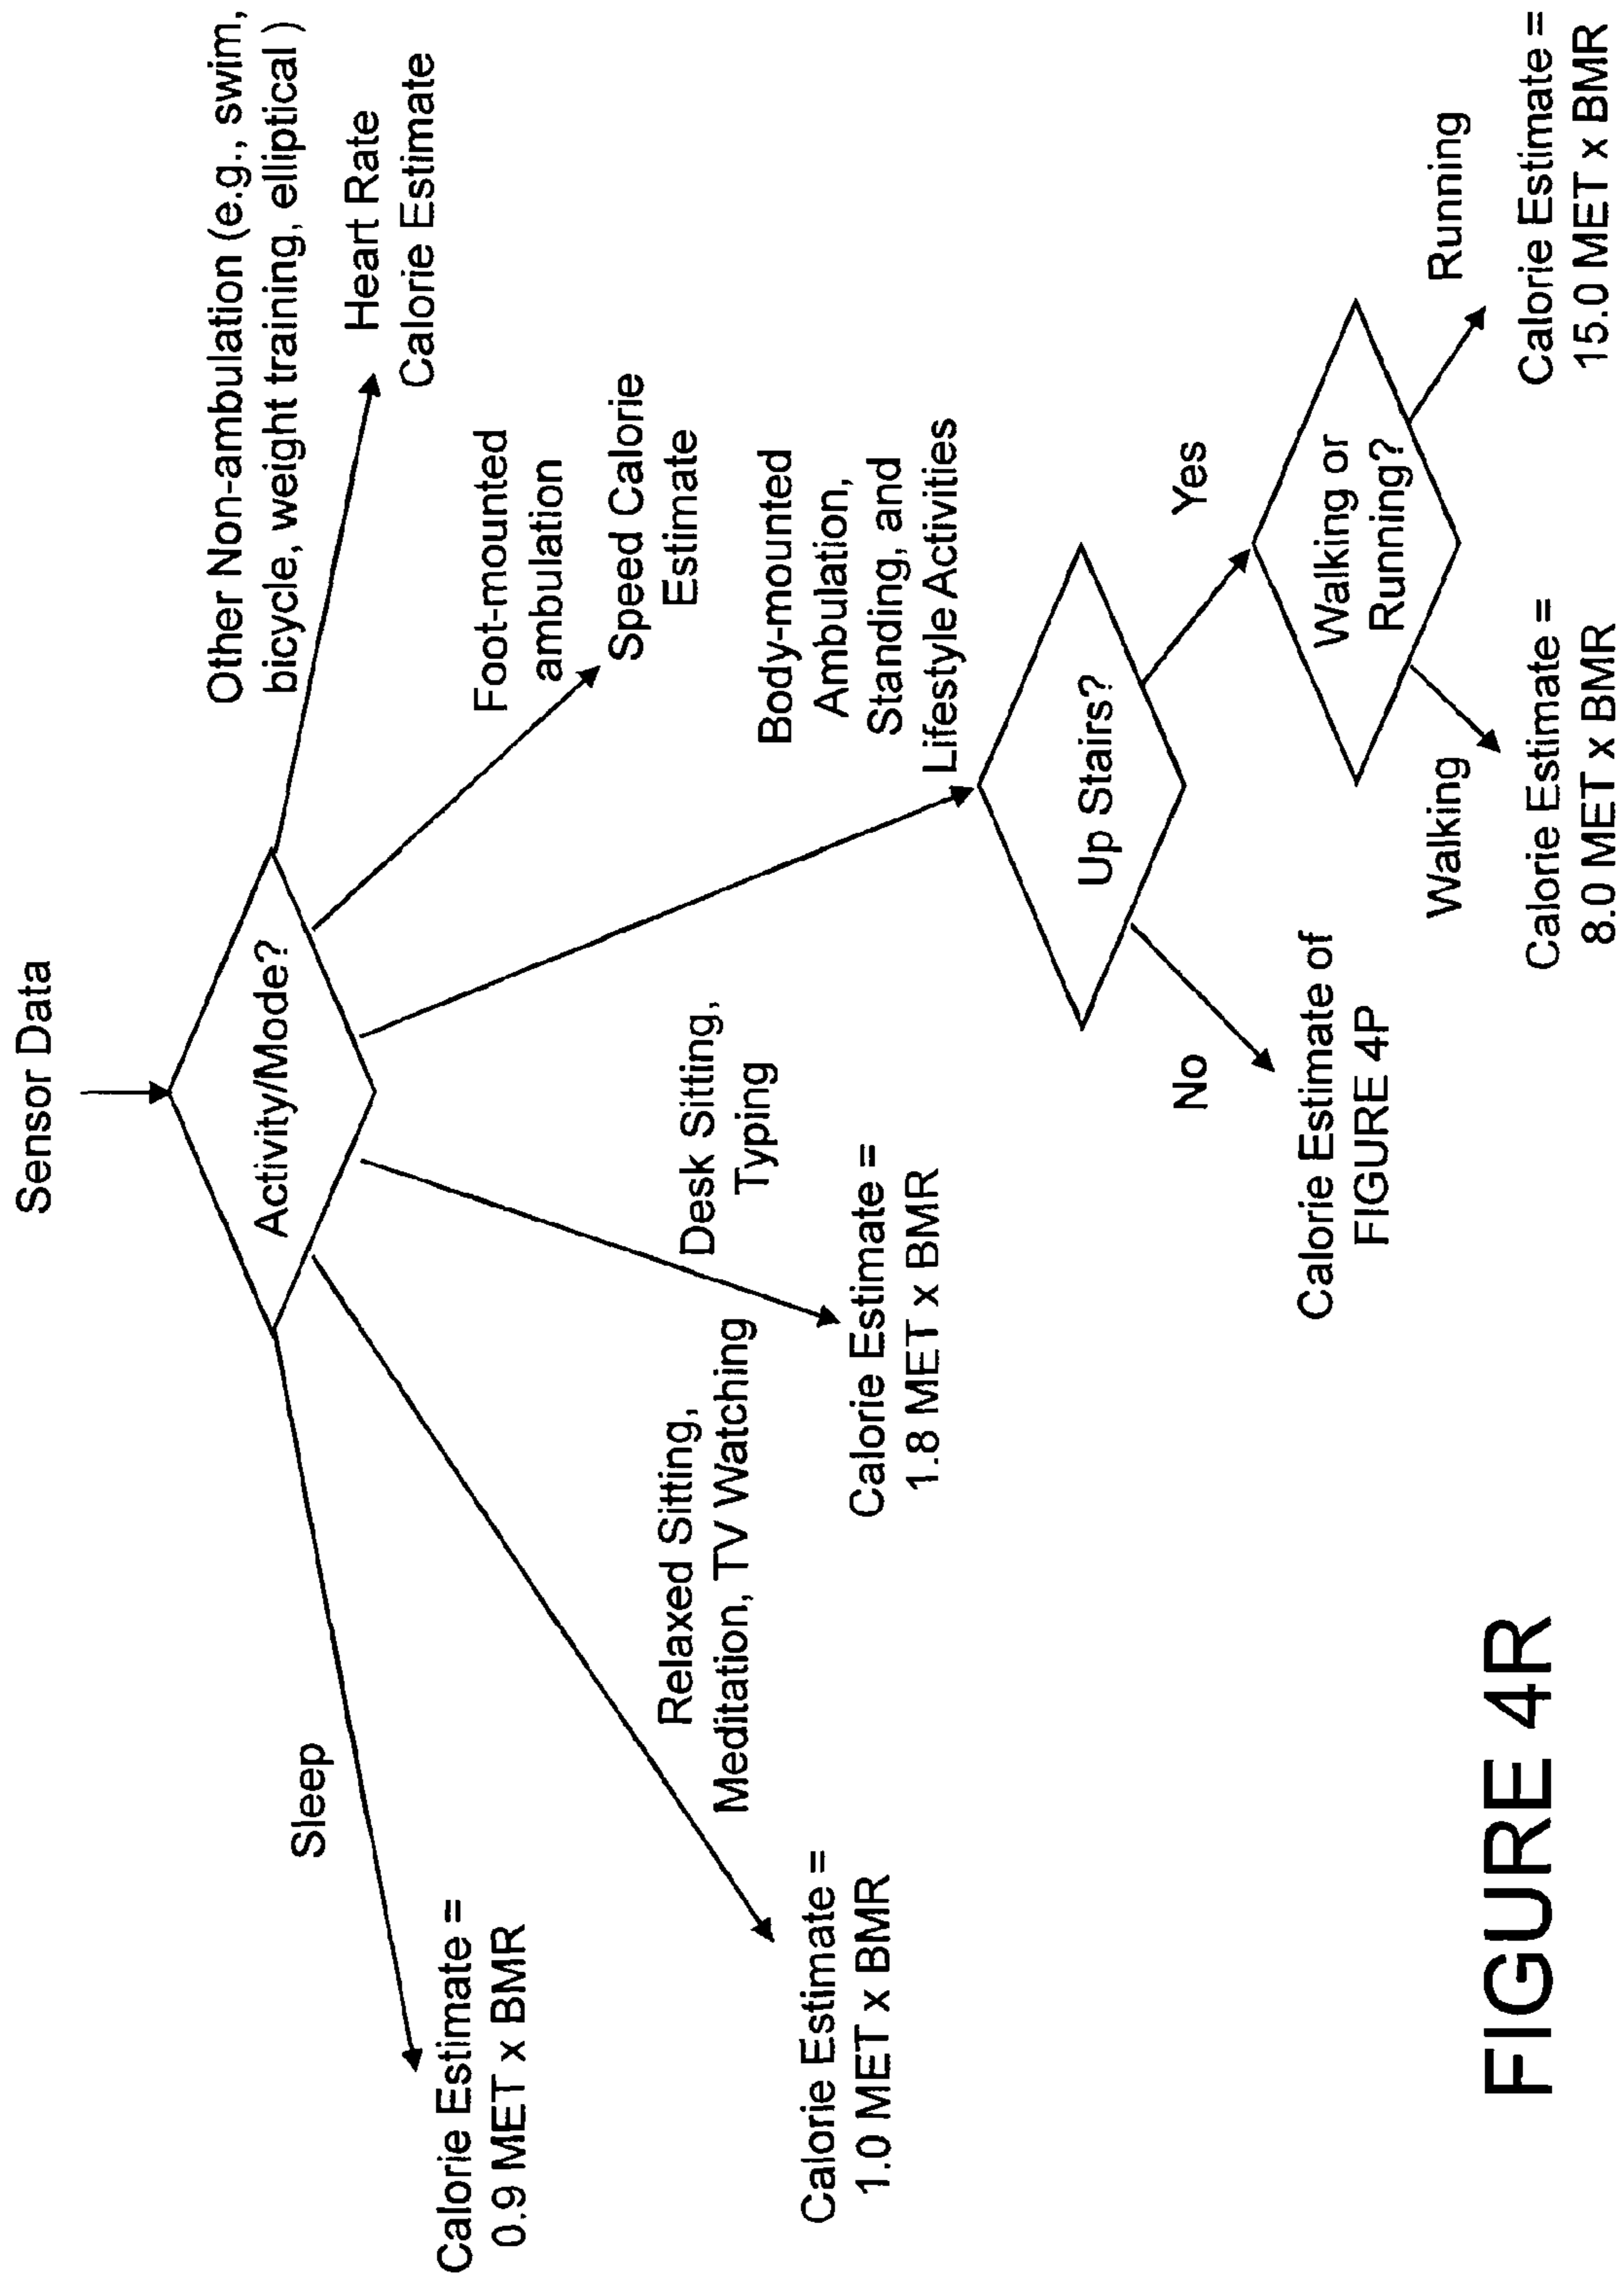 Sensor Data
Activity/Mode?
Sleep
Calorie Estimate =
0.9 MET x BMR
Relaxed Sitting,
Meditation, TV Watching
Calorie Estimate =
1.0 MET x BMR
Desk Sitting,
Typing
Calorie Estimate =
1.8 MET x BMR
Body-mounted
Ambulation,
Standing, and
Lifestyle Activities
Foot-mounted
ambulation
Speed Calorie
Estimate
Other Non-ambulation (e.g., swim,
bicycle, weight training, elliptical )
Heart Rate
Calorie Estimate
Up Stairs?
No
Calorie Estimate of
FIGURE 4P
Yes
Walking or
Running?
Walking
Calorie Estimate =
8.0 MET x BMR
Running
Calorie Estimate =
15.0 MET x BMR
FIGURE 4R